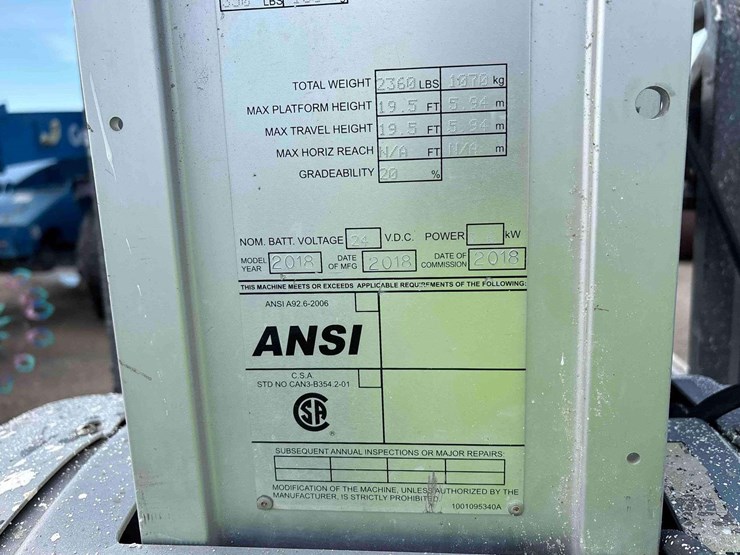 LBS
TOTAL WEIGHT 2360 LBS 1070 kg
MAX PLATFORM HEIGHT 19.5 FT 5.94 m
MAX TRAVEL HEIGHT 19.5 FT 5.94 m
MAX HORIZ REACH N/A FT N/A m
GRADEABILITY 20 %
NOM. BATT. VOLTAGE 24 V.D.C. POWER kW
MODEL YEAR 2018 DATE OF MFG 2018 DATE OF COMMISSION 2018
THIS MACHINE MEETS OR EXCEEDS APPLICABLE REQUIREMENTS OF THE FOLLOWING:
ANSI A92.6-2006
ANSI
C.S.A.
STD NO CAN3-B354.2-01
SUBSEQUENT ANNUAL INSPECTIONS OR MAJOR REPAIRS:
MODIFICATION OF THE MACHINE, UNLESS AUTHORIZED BY THE
MANUFACTURER, IS STRICTLY PROHIBITED.
1001095340A